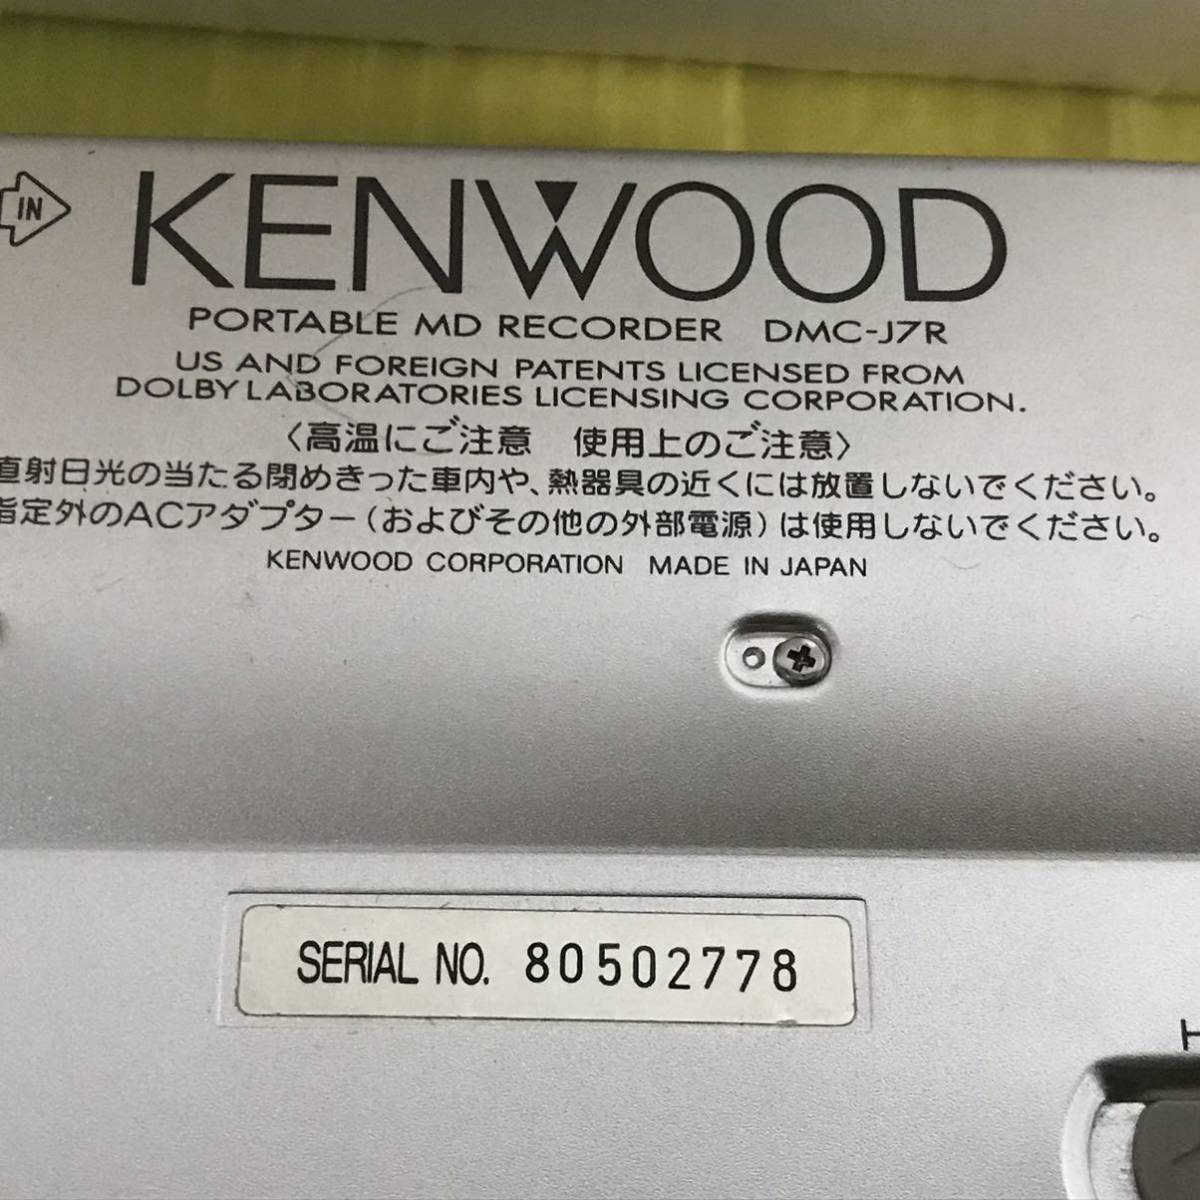 IN
KENWOOD
PORTABLE MD RECORDER DMC-J7R
US AND FOREIGN PATENTS LICENSED FROM
DOLBY LABORATORIES LICENSING CORPORATION.
〈高温にご注意 使用上のご注意〉
直射日光の当たる閉めきった車内や、熱器具の近くには放置しないでください。
指定外のACアダプター(およびその他の外部電源)は使用しないでください。
KENWOOD CORPORATION MADE IN JAPAN
SERIAL NO. 80502778